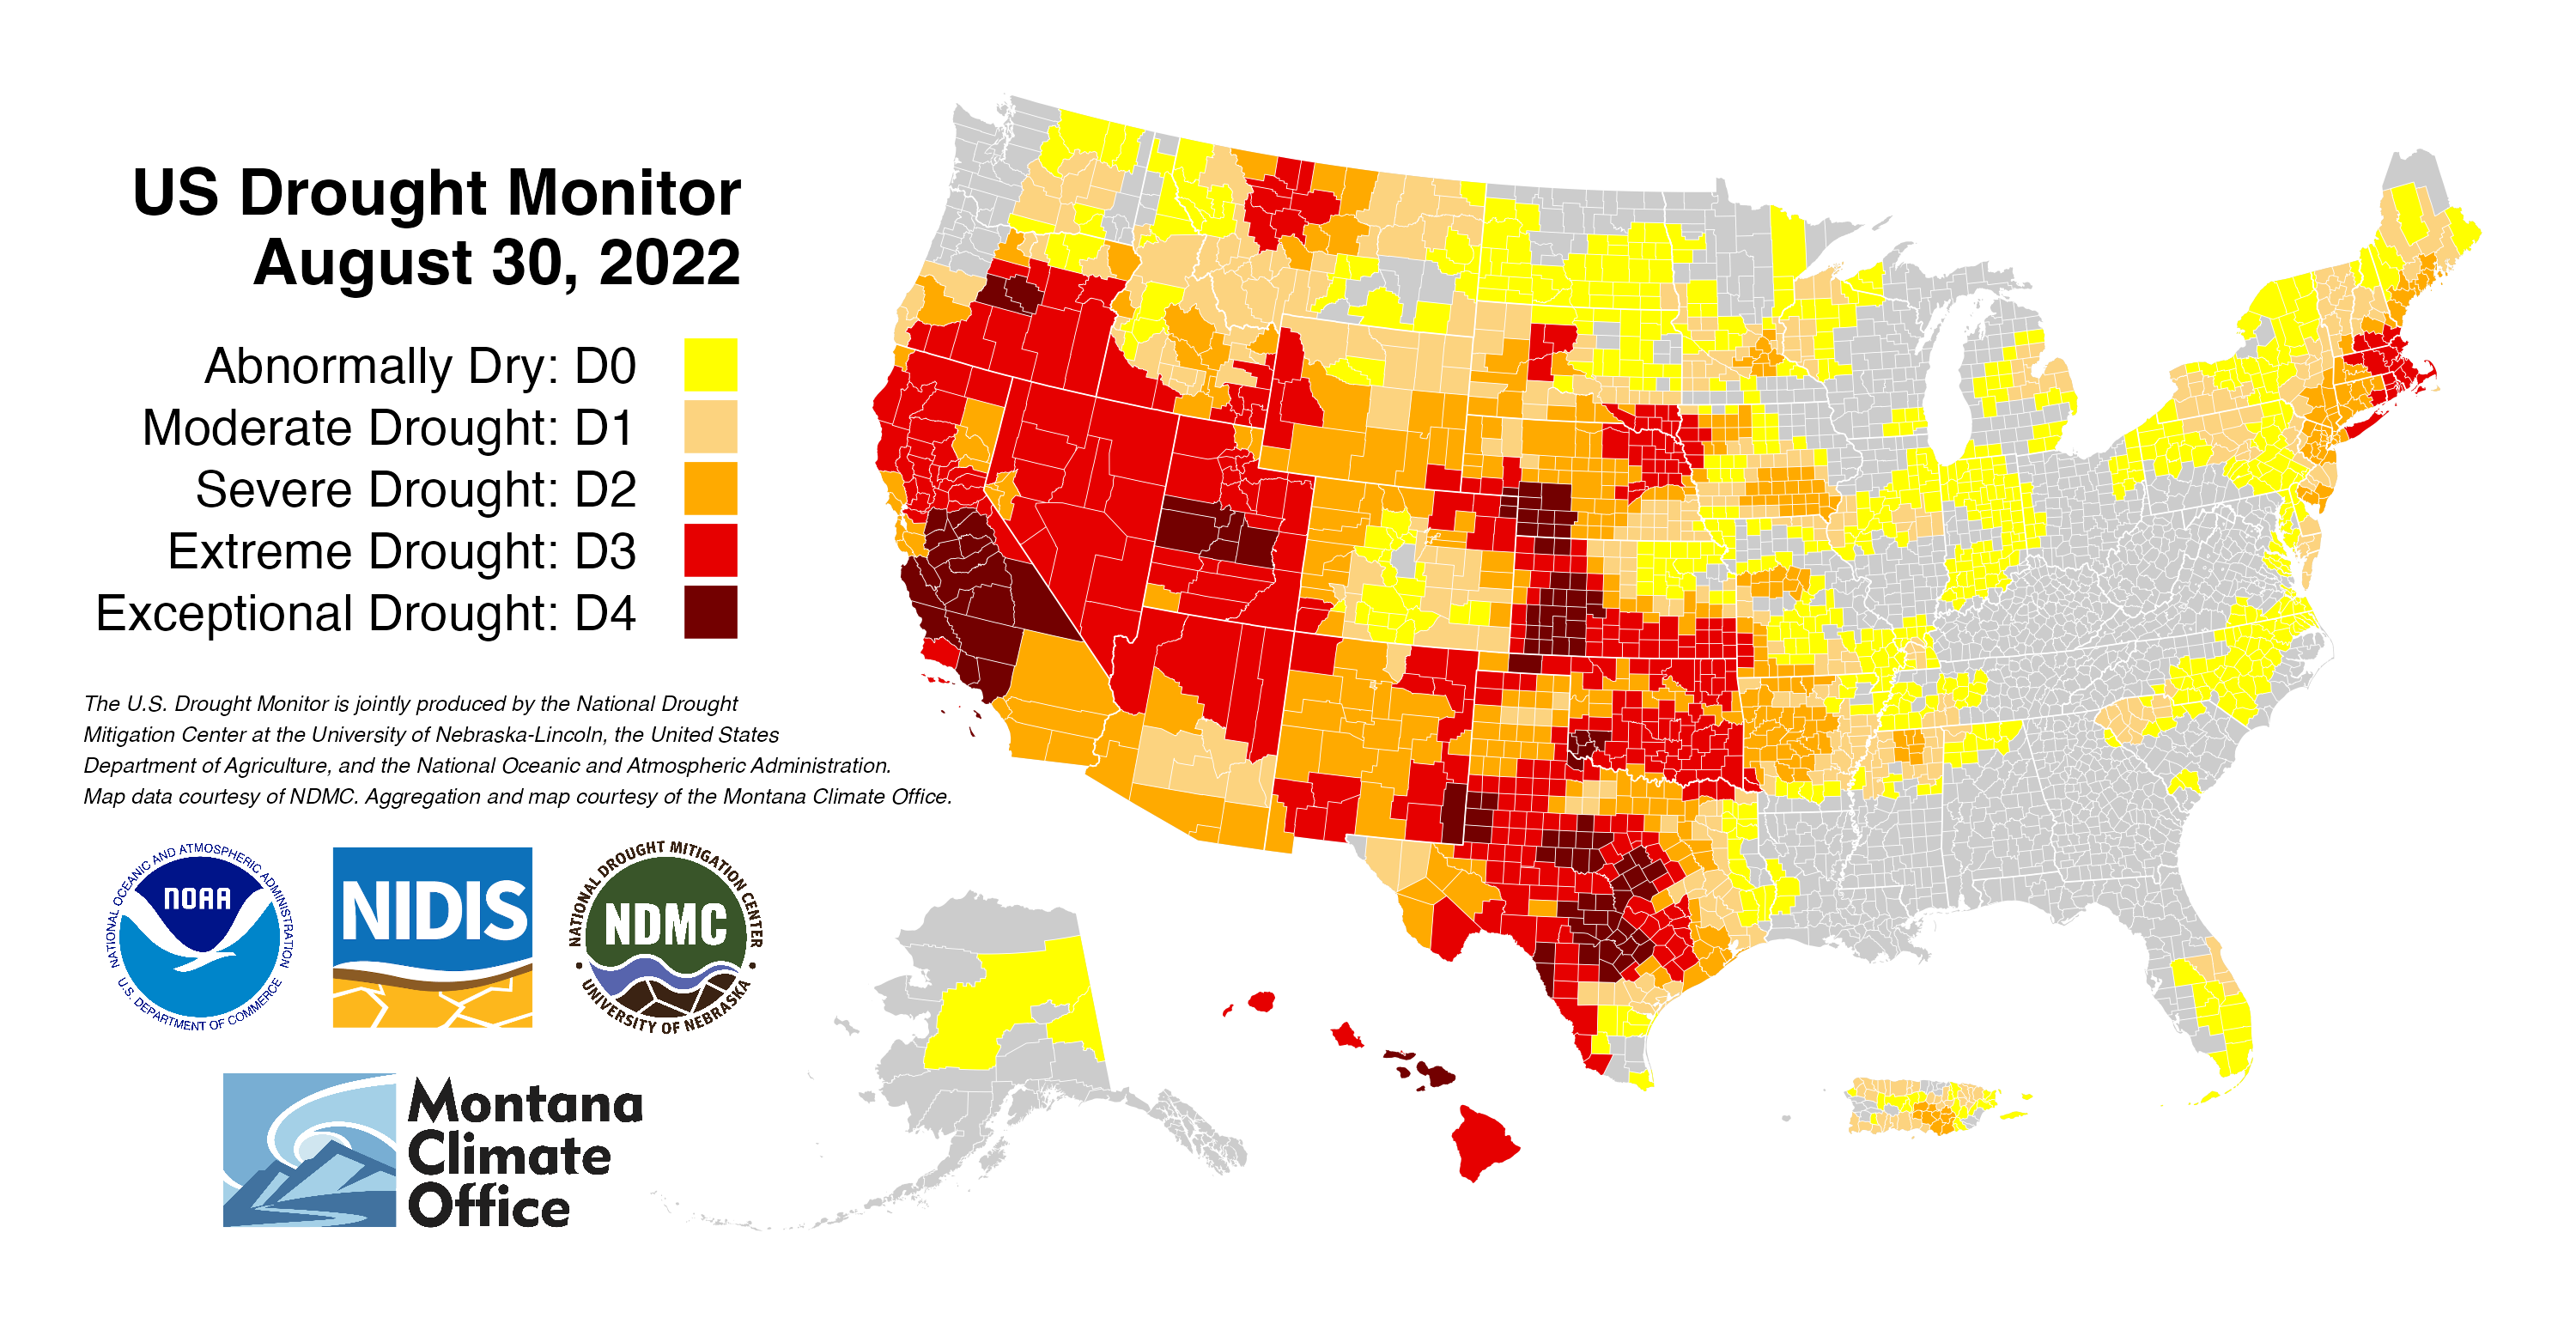 US Drought Monitor
August 30, 2022
Abnormally Dry: D0
Moderate Drought: D1
Severe Drought: D2
Extreme Drought: D3
Exceptional Drought: D4
The U.S. Drought Monitor is jointly produced by the National Drought
Mitigation Center at the University of Nebraska-Lincoln, the United States
Department of Agriculture, and the National Oceanic and Atmospheric Administration.
Map data courtesy of NDMC. Aggregation and map courtesy of the Montana Climate Office.
NATIONAL OCEANIC AND ATMOSPHERIC ADMINISTRATION
NOAA
U.S. DEPARTMENT OF COMMERCE
NIDIS
NATIONAL DROUGHT MITIGATION CENTER
NDMC
UNIVERSITY OF NEBRASKA
Montana
Climate
Office